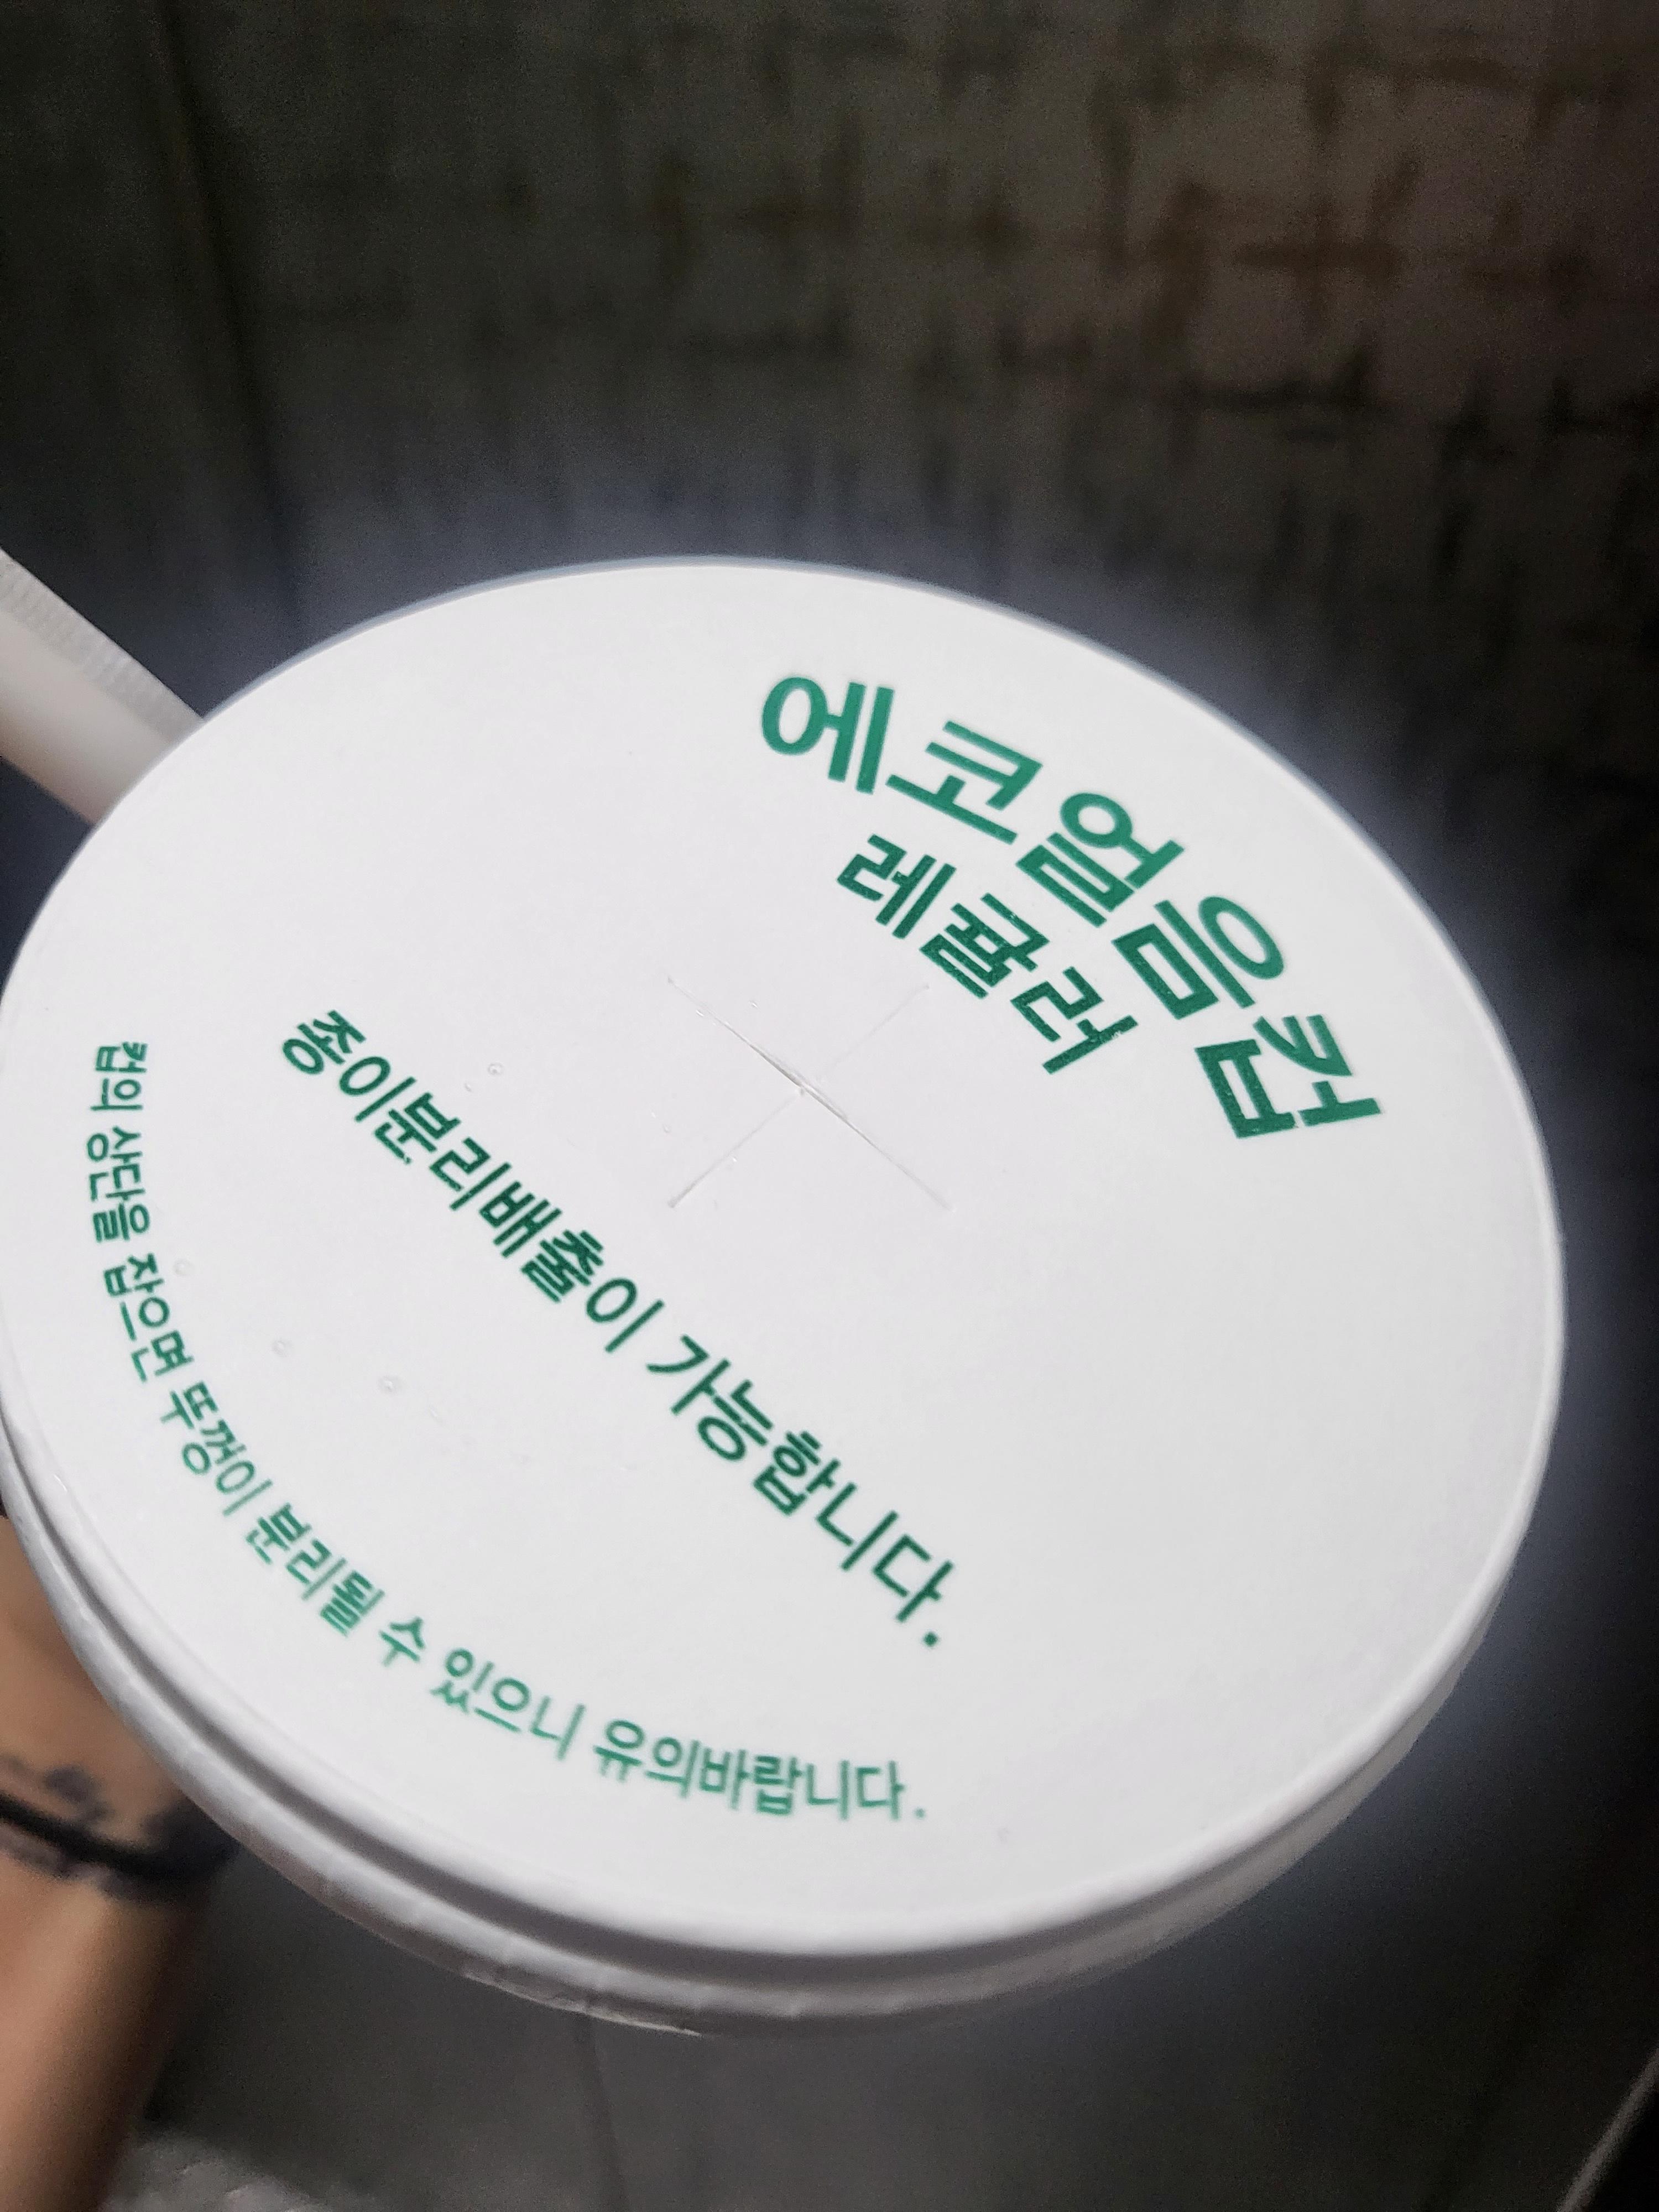 에코얼음컵
레귤러
종이분리배출이 가능합니다.
컵의 상단을 잡으면 뚜껑이 분리될 수 있으니 유의바랍니다.